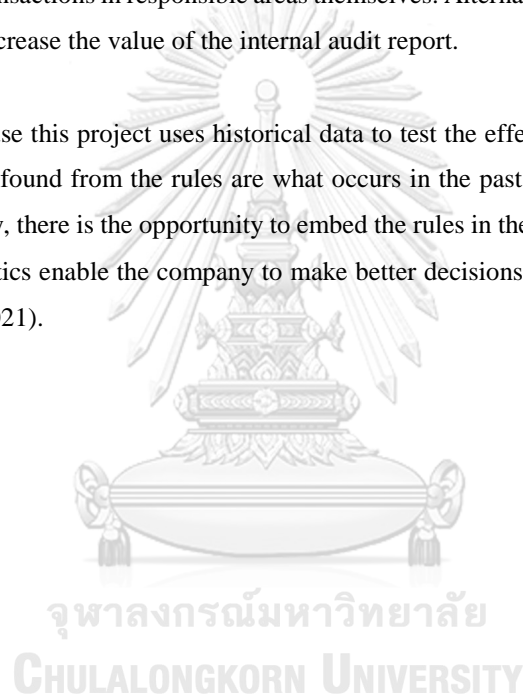 nsactions in responsible areas themselves. Alterna
crease the value of the internal audit report.
se this project uses historical data to test the effe
found from the rules are what occurs in the past
y, there is the opportunity to embed the rules in the
tics enable the company to make better decisions
021).
จุฬาลงกรณ์มหาวิทยาลัย
CHULALONGKORN UNIVERSITY